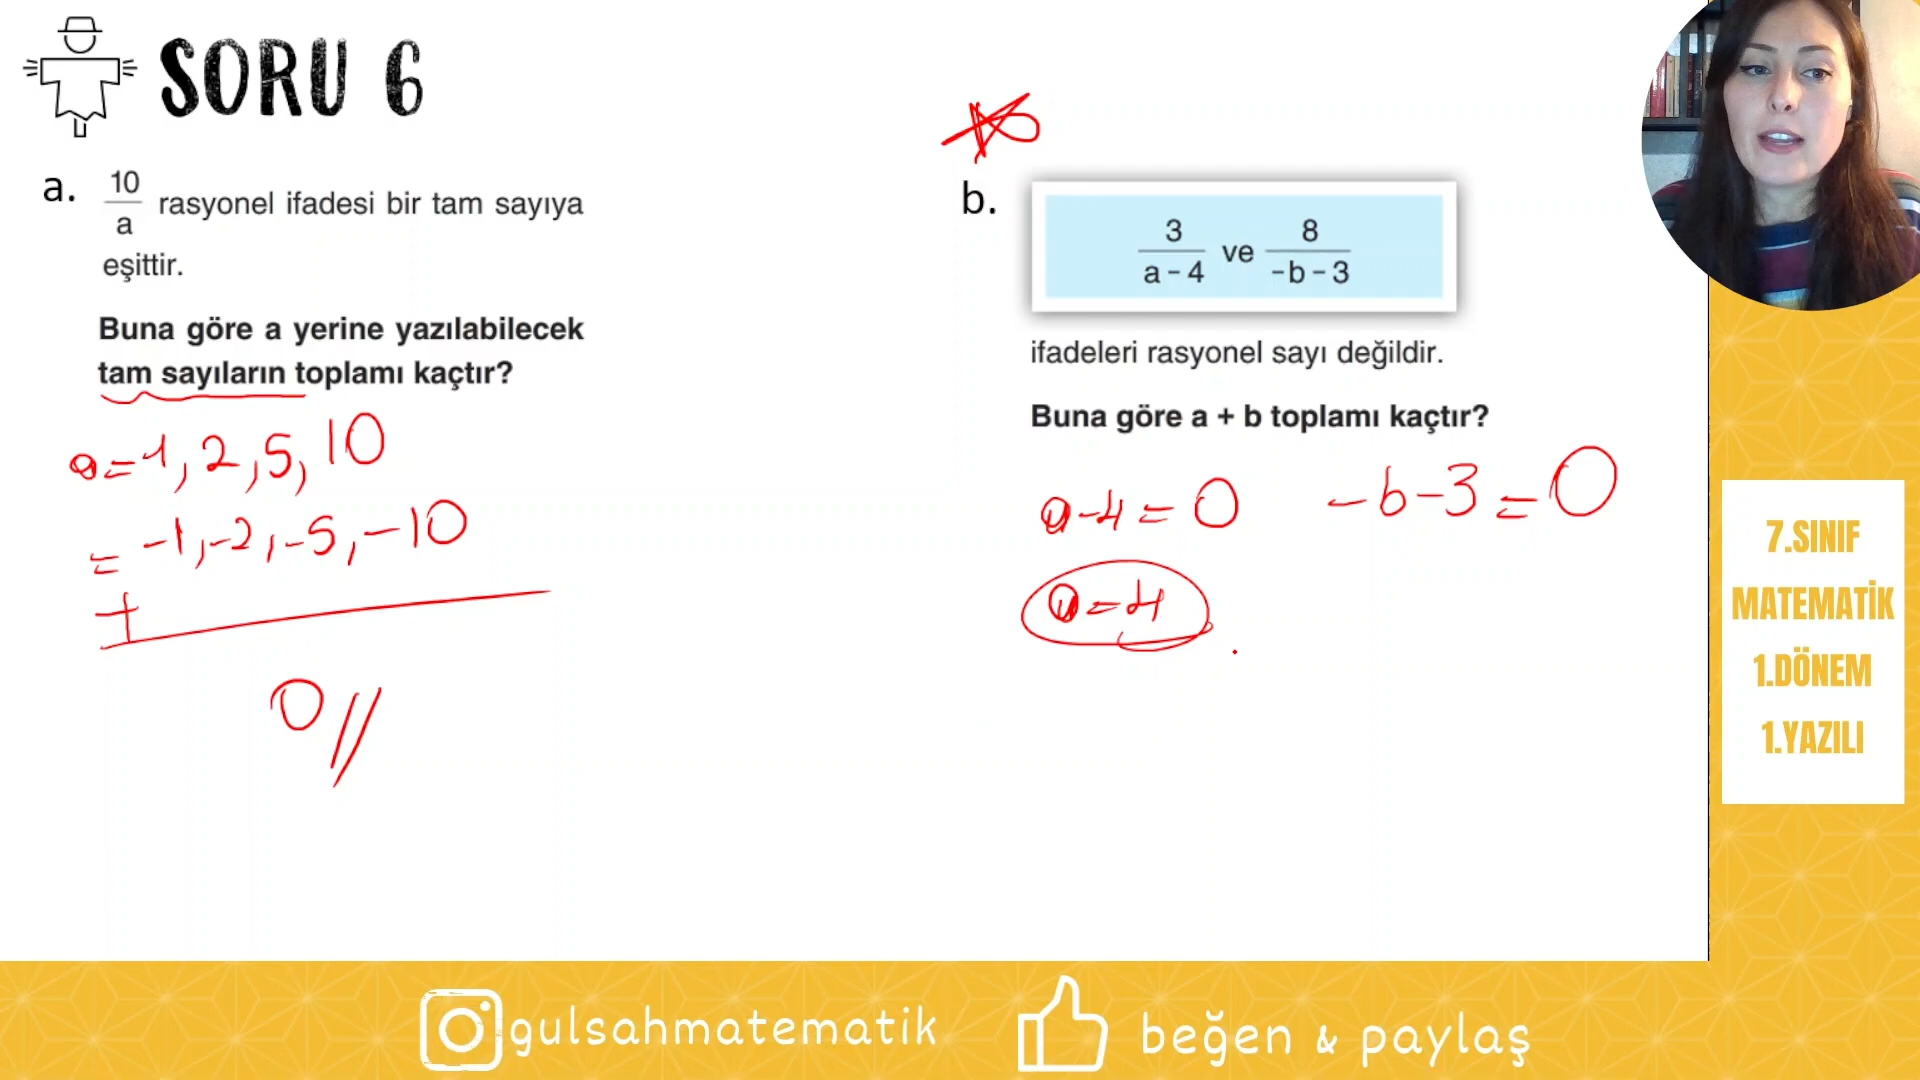 SORU 6
a. 10/a rasyonel ifadesi bir tam sayıya
eşittir.
Buna göre a yerine yazılabilecek
tam sayıların toplamı kaçtır?
a=1, 2, 5, 10
= -1, -2, -5, -10
+
0//
b. 3/(a - 4) ve 8/(-b - 3)
ifadeleri rasyonel sayı değildir.
Buna göre a + b toplamı kaçtır?
a-4=0 -b-3=0
a=4
7.SINIF
MATEMATİK
1.DÖNEM
1.YAZILI
gulsahmatematik
beğen & paylaş